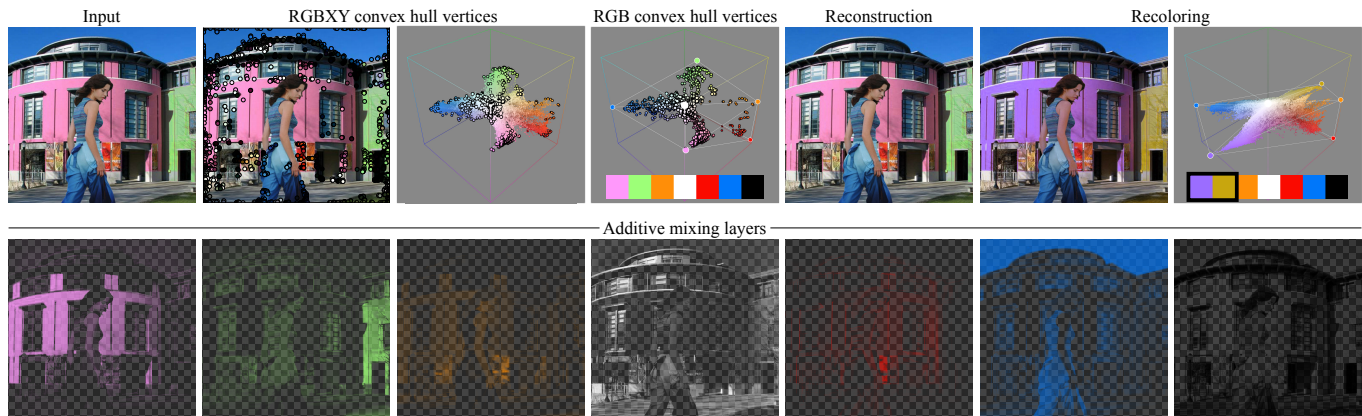 Input
RGBXY convex hull vertices
RGB convex hull vertices
Reconstruction
Recoloring
Additive mixing layers